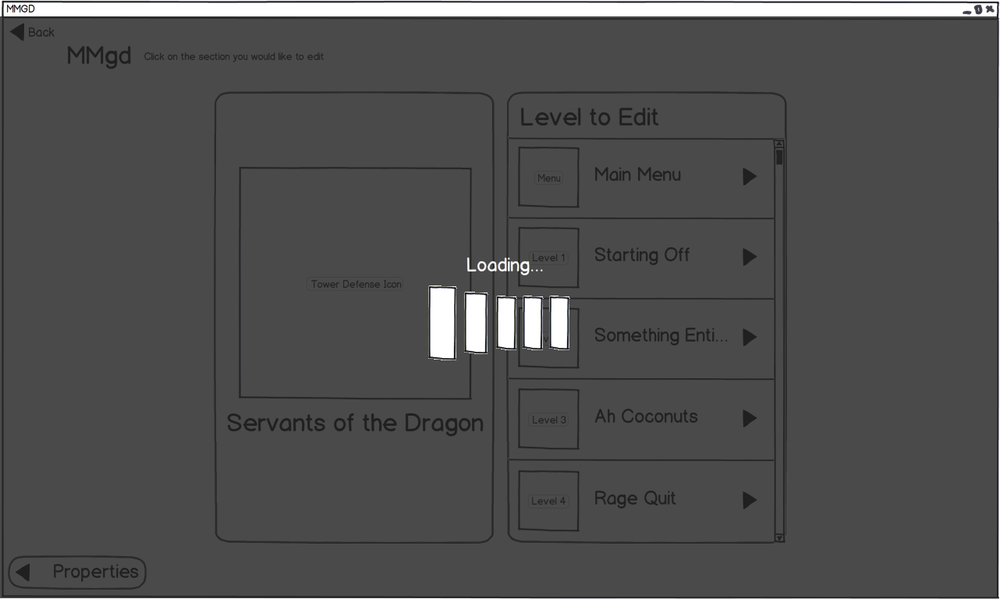 MMGD
Back
MMgd
Click on the section you would like to edit
Level to Edit
Menu
Main Menu
Level 1
Starting Off
Loading...
Tower Defense Icon
Something Enti...
Level 3
Ah Coconuts
Servants of the Dragon
Level 4
Rage Quit
Properties